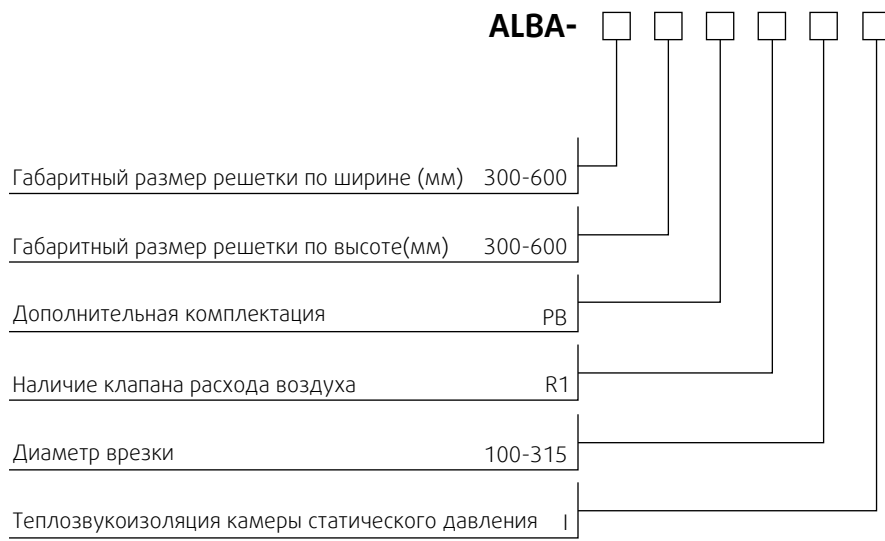 ALBA-
Габаритный размер решетки по ширине (мм) 300-600
Габаритный размер решетки по высоте(мм) 300-600
Дополнительная комплектация PB
Наличие клапана расхода воздуха R1
Диаметр врезки 100-315
Теплозвукоизоляция камеры статического давления I